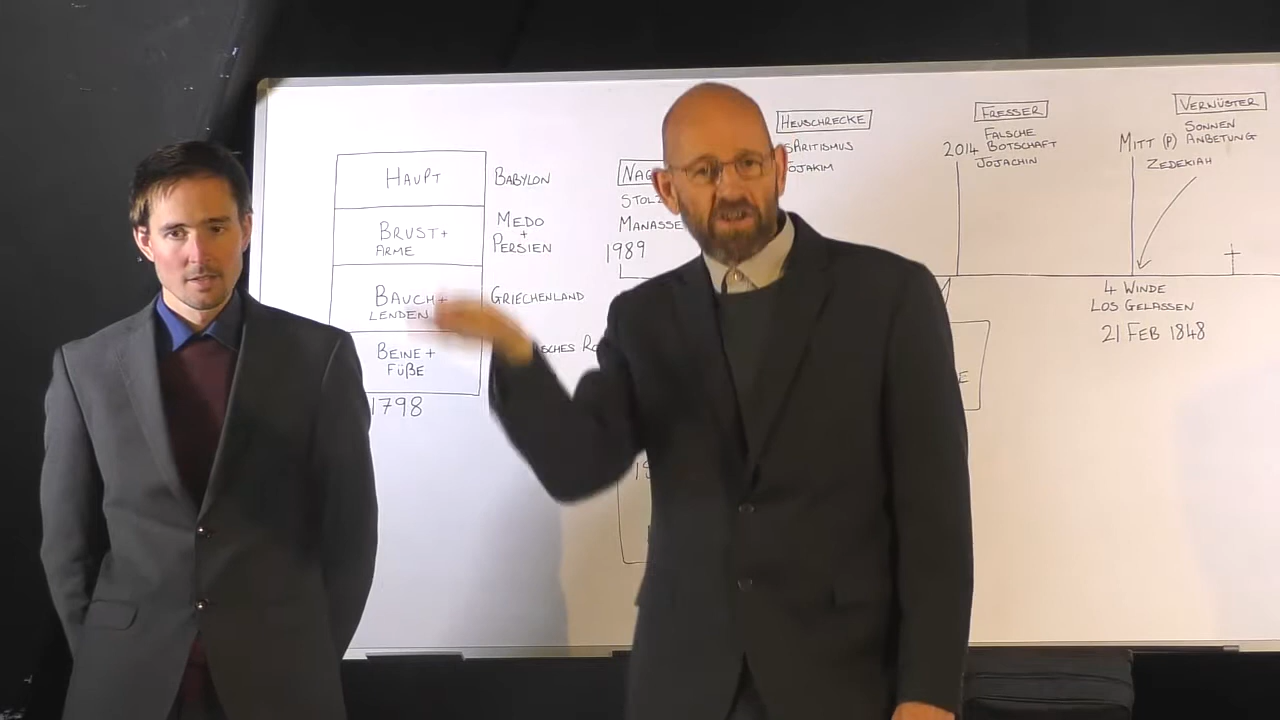 HAUPT
BABYLON
BRUST+
ARME
MEDO
+
PERSIEN
BAUCH+
LENDEN
GRIECHENLAND
BEINE+
FÜßE
1798
MANASSE
1989
HEUSCHRECKE
2014
FRESSER
FALSCHE
BOTSCHAFT
JOJACHIN
MITT (P)
VERWÜSTER
SONNEN
ANBETUNG
ZEDEKIAH
4 WINDE
LOS GELASSEN
21 FEB 1848